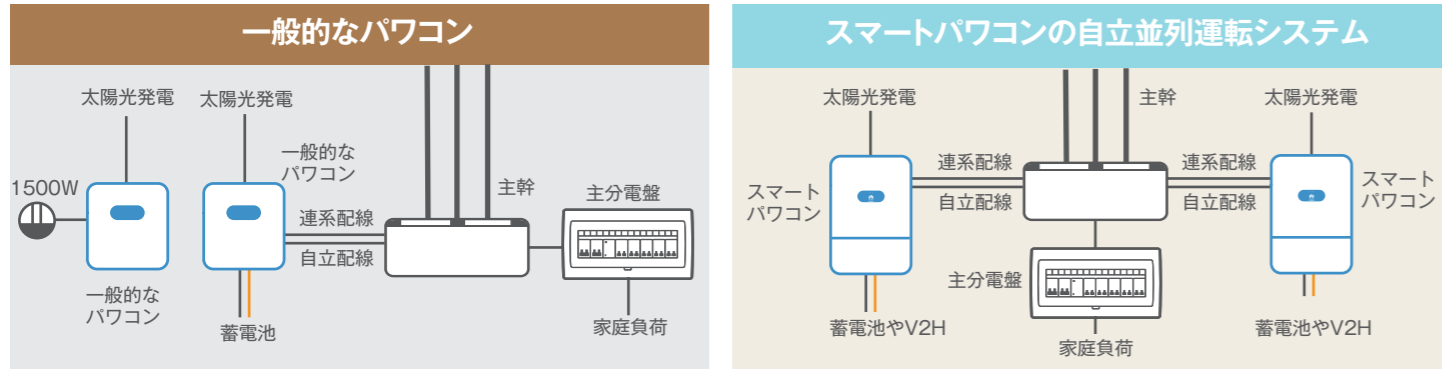 一般的なパワコン
太陽光発電
太陽光発電
一般的な
パワコン
1500W
主幹
主分電盤
連系配線
自立配線
一般的な
パワコン
蓄電池
家庭負荷
スマートパワコンの自立並列運転システム
太陽光発電
主幹
太陽光発電
連系配線
連系配線
スマート
パワコン
自立配線
自立配線
スマート
パワコン
主分電盤
蓄電池やV2H
家庭負荷
蓄電池やV2H